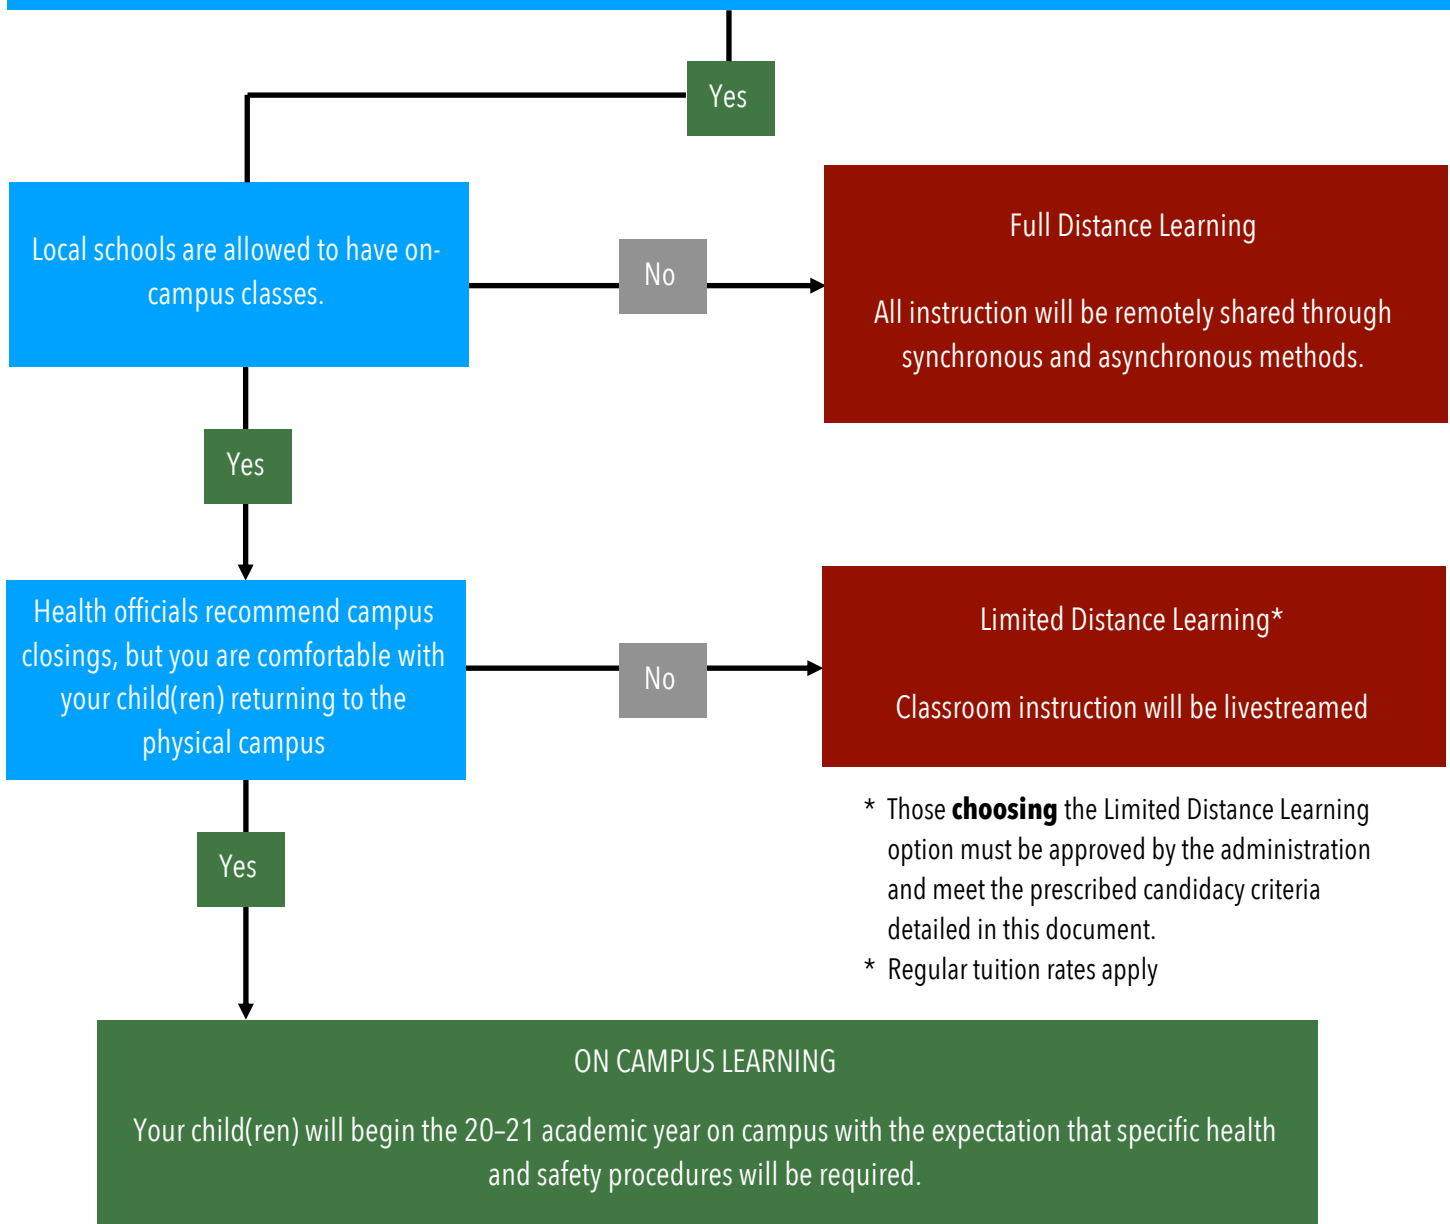 Yes
Local schools are allowed to have on-
campus classes.
No
Full Distance Learning
All instruction will be remotely shared through
synchronous and asynchronous methods.
Yes
Health officials recommend campus
closings, but you are comfortable with
your child(ren) returning to the
physical campus
No
Limited Distance Learning*
Classroom instruction will be livestreamed
* Those choosing the Limited Distance Learning
option must be approved by the administration
and meet the prescribed candidacy criteria
detailed in this document.
* Regular tuition rates apply
Yes
ON CAMPUS LEARNING
Your child(ren) will begin the 20–21 academic year on campus with the expectation that specific health
and safety procedures will be required.